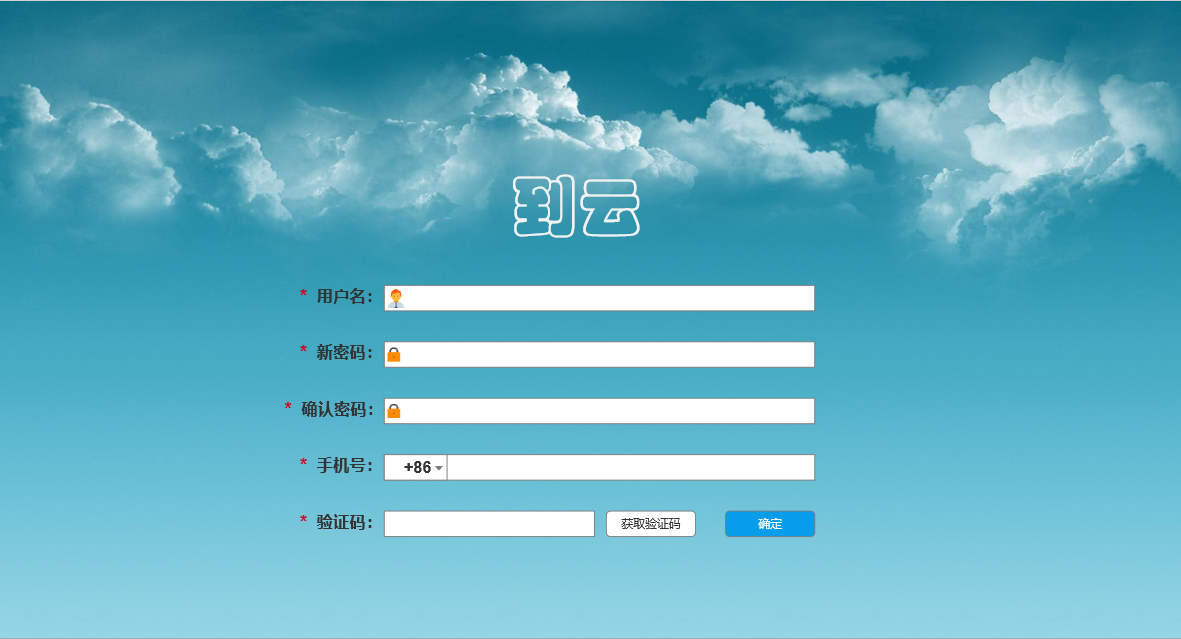 到云
* 用户名：
* 新密码：
* 确认密码：
* 手机号： +86
* 验证码： 获取验证码 确定